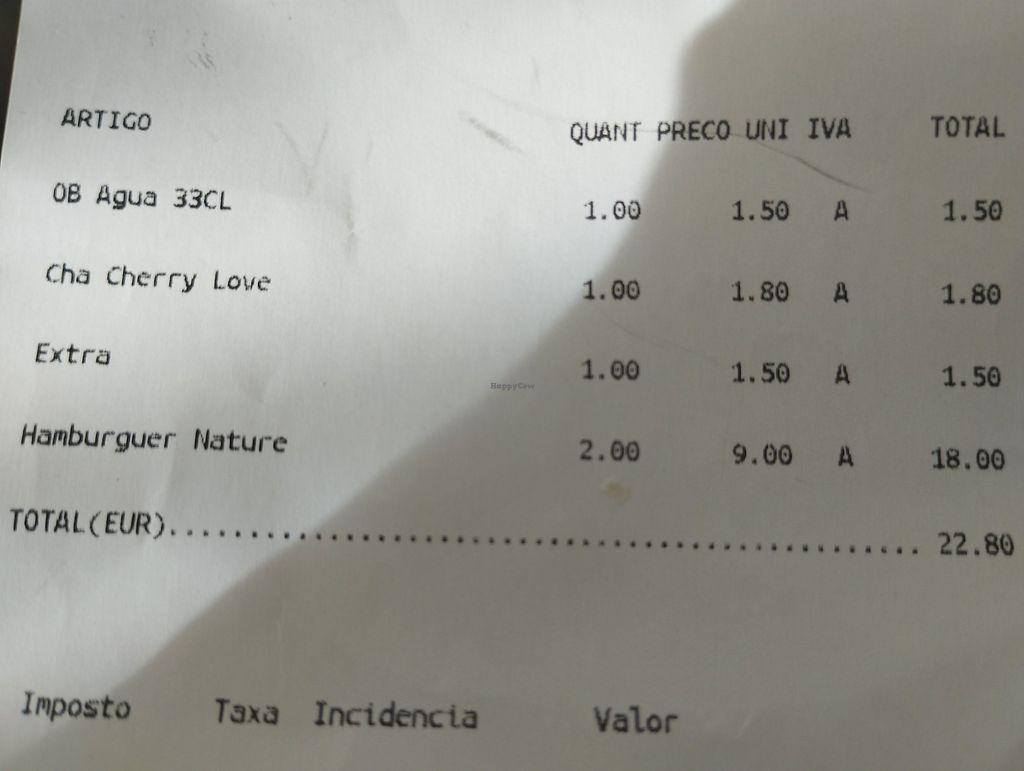 ARTIGO QUANT PRECO UNI IVA TOTAL
OB Agua 33CL 1.00 1.50 A 1.50
Cha Cherry Love 1.00 1.80 A 1.80
Extra 1.00 1.50 A 1.50
Hamburguer Nature 2.00 9.00 A 18.00
TOTAL(EUR)............................................... 22.80
Imposto Taxa Incidencia Valor
HappyCow